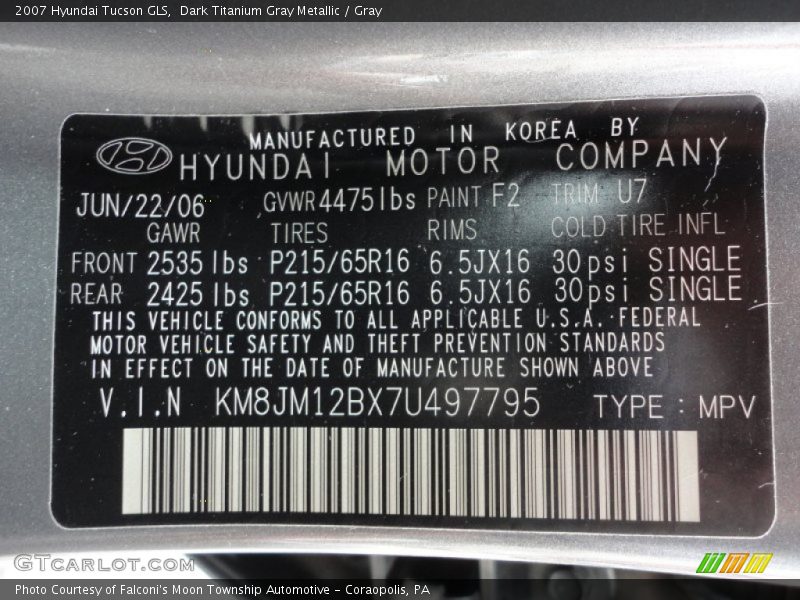 2007 Hyundai Tucson GLS, Dark Titanium Gray Metallic / Gray
MANUFACTURED IN KOREA BY
HYUNDAI MOTOR COMPANY
JUN/22/06 GVWR 4475lbs PAINT F2 TRIM U7
GAWR TIRES RIMS COLD TIRE INFL
FRONT 2535 lbs P215/65R16 6.5JX16 30psi SINGLE
REAR 2425 lbs P215/65R16 6.5JX16 30psi SINGLE
THIS VEHICLE CONFORMS TO ALL APPLICABLE U.S.A. FEDERAL
MOTOR VEHICLE SAFETY AND THEFT PREVENTION STANDARDS
IN EFFECT ON THE DATE OF MANUFACTURE SHOWN ABOVE
V.I.N KM8JM12BX7U497795 TYPE : MPV
GTCARLOT.COM
Photo Courtesy of Falconi's Moon Township Automotive - Coraopolis, PA